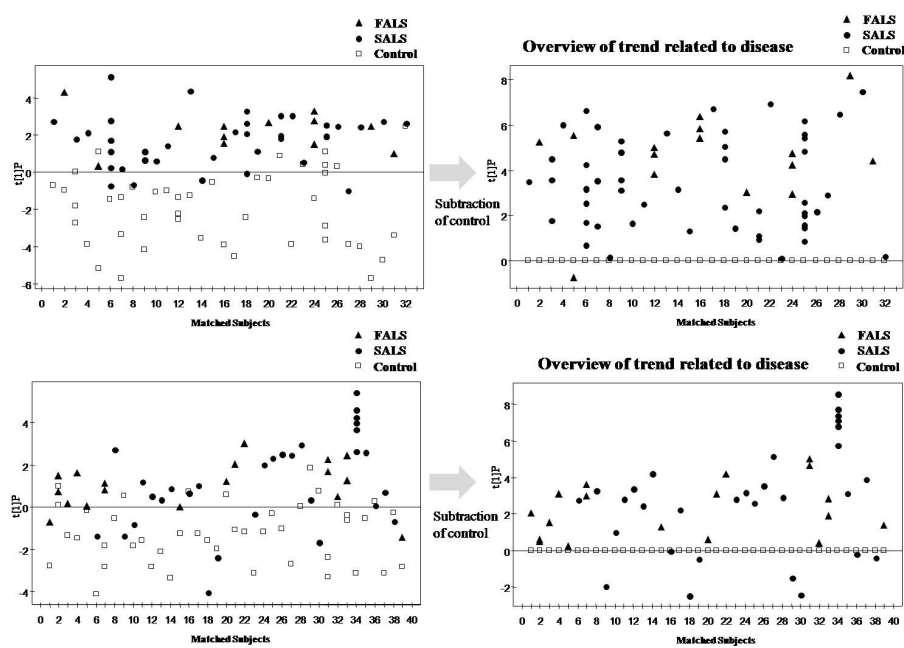 FALS
SALS
Control
t[1]P
4
2
0
-2
-4
-6
0 2 4 6 8 10 12 14 16 18 20 22 24 26 28 30 32
Matched Subjects
Subtraction
of control
Overview of trend related to disease
FALS
SALS
Control
t[1]P
8
6
4
2
0
0 2 4 6 8 10 12 14 16 18 20 22 24 26 28 30 32
Matched Subjects
FALS
SALS
Control
t[1]P
4
2
0
-2
-4
0 2 4 6 8 10 12 14 16 18 20 22 24 26 28 30 32 34 36 38 40
Matched Subjects
Subtraction
of control
Overview of trend related to disease
FALS
SALS
Control
t[1]P
8
6
4
2
0
-2
0 2 4 6 8 10 12 14 16 18 20 22 24 26 28 30 32 34 36 38 40
Matched Subjects